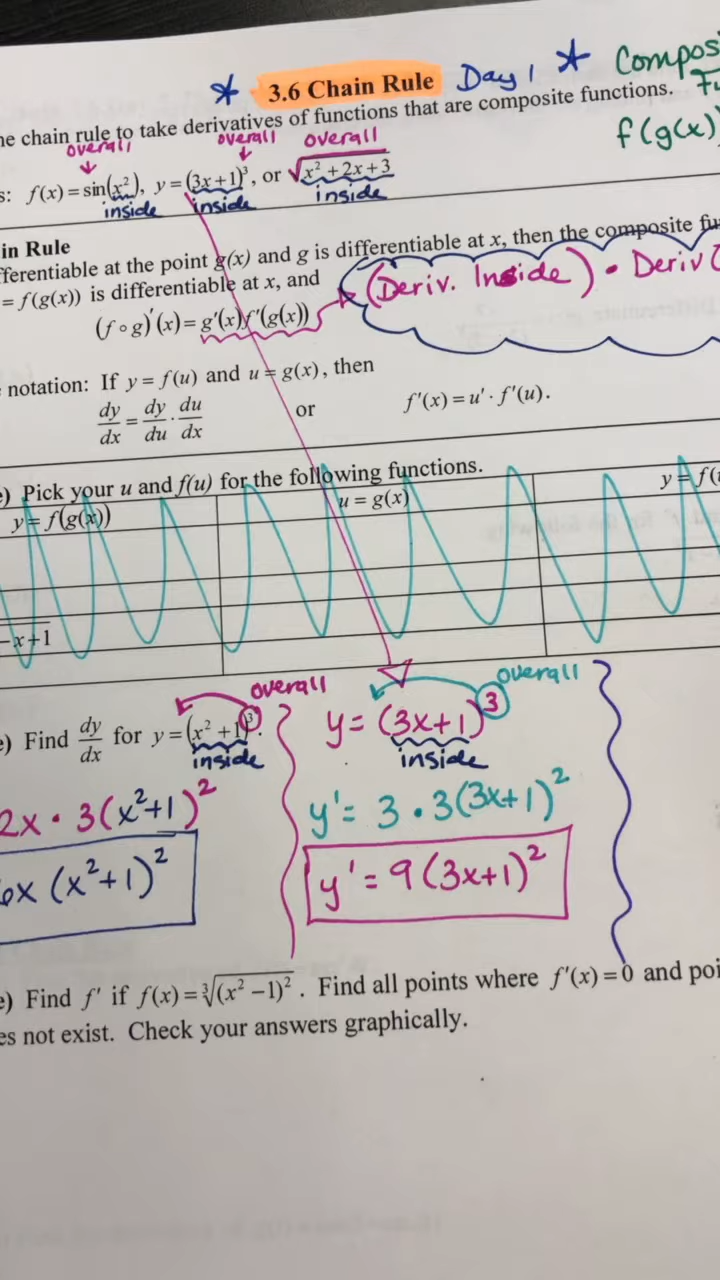 * 3.6 Chain Rule Day 1 * Compos
he chain rule to take derivatives of functions that are composite functions. Fu
f(g(x))
overall overall overall
s: f(x) = sin(x²), y = (3x+1)³, or √(x² + 2x + 3)
inside inside inside
in Rule
fferentiable at the point g(x) and g is differentiable at x, then the composite fu
= f(g(x)) is differentiable at x, and
(Deriv. Inside) • Deriv
(f ∘ g)′(x) = g′(x)f′(g(x))
notation: If y = f(u) and u = g(x), then
dy/dx = dy/du · du/dx or f′(x) = u′ · f′(u).
e) Pick your u and f(u) for the following functions.
y = f(g(x)) u = g(x) y = f(u
-x+1
overall overall
e) Find dy/dx for y = (x² + 1)³. y = (3x+1)³
inside inside
2x • 3(x²+1)² y' = 3 • 3(3x+1)²
6x (x²+1)² y' = 9(3x+1)²
e) Find f′ if f(x) = ∛((x² − 1)²). Find all points where f′(x) = 0 and poi
es not exist. Check your answers graphically.